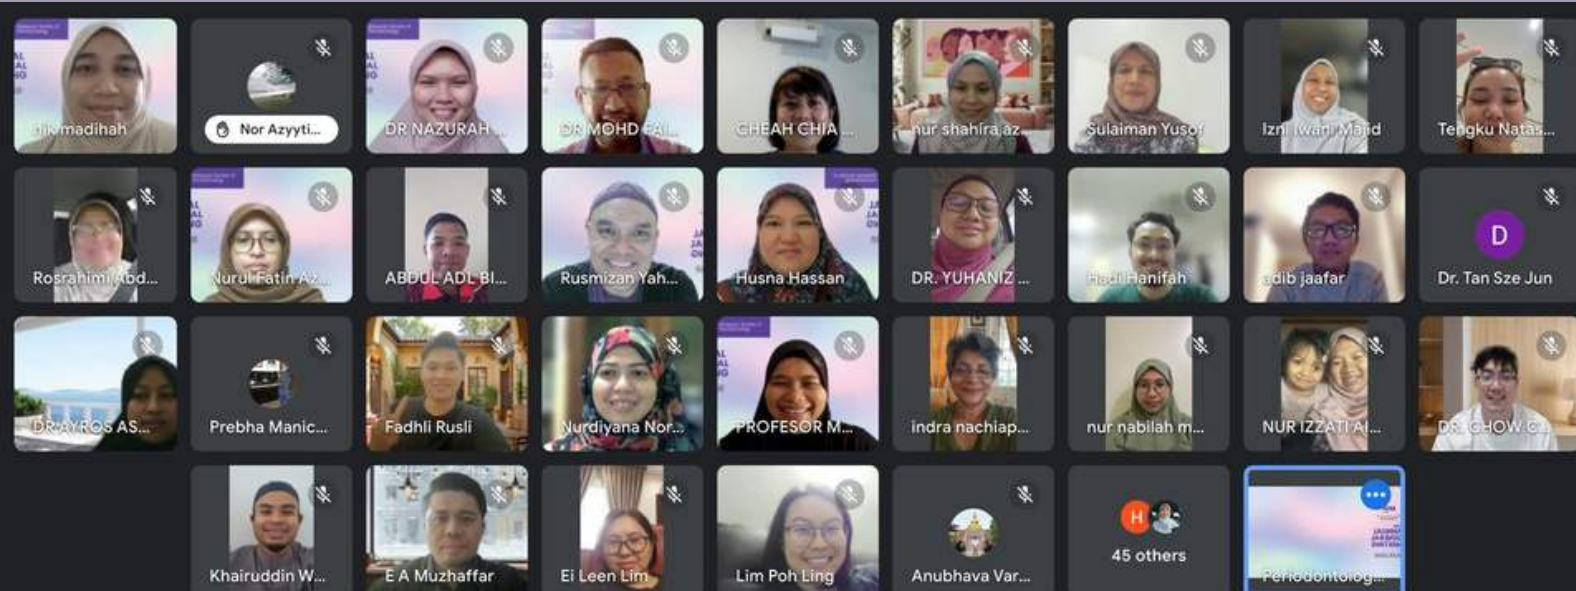 nik madihah
Nor Azyyti...
DR NAZURAH ...
DR MOHD FAI...
CHEAH CHIA ...
nur shahira az...
Sulaiman Yusof
Izni Iwani Majid
Tengku Natas...
Rosrahimi Abd...
Nurul Fatin Az...
ABDUL ADL BI...
Rusmizan Yah...
Husna Hassan
DR. YUHANIZ ...
Hadi Hanifah
adib jaafar
D
Dr. Tan Sze Jun
DR AYROS AS...
Prebha Manic...
Fadhli Rusli
Nurdiyana Nor...
PROFESOR M...
indra nachiap...
nur nabilah m...
NUR IZZATI AI...
DR. CHOW C...
Khairuddin W...
E A Muzhaffar
Ei Leen Lim
Lim Poh Ling
Anubhava Var...
H
45 others
Periodontolog...